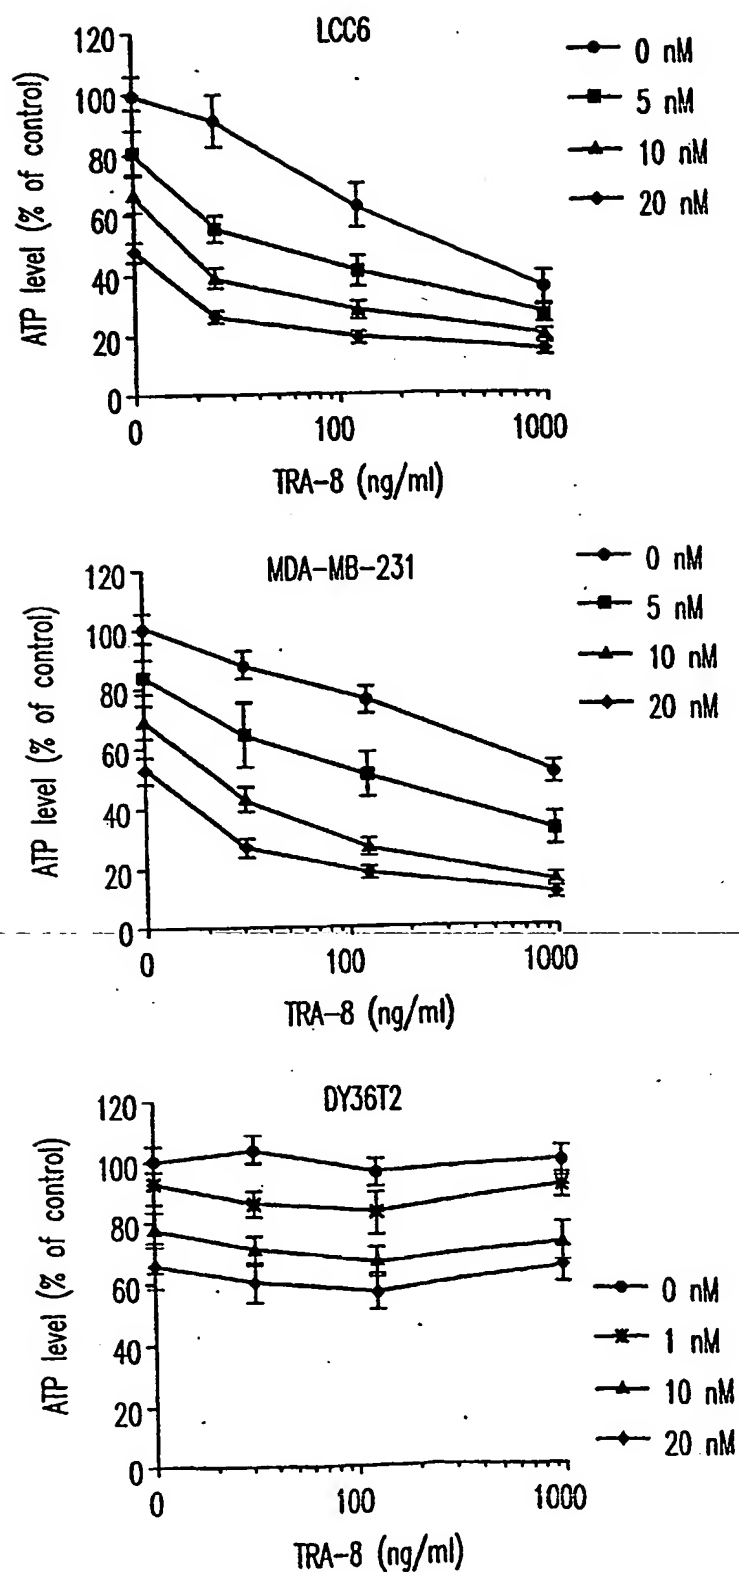 LCC6
ATP level (% of control)
120
100
80
60
40
20
0
0 100 1000
TRA-8 (ng/ml)
0 nM
5 nM
10 nM
20 nM
MDA-MB-231
ATP level (% of control)
120
100
80
60
40
20
0
0 100 1000
TRA-8 (ng/ml)
0 nM
5 nM
10 nM
20 nM
DY36T2
ATP level (% of control)
120
100
80
60
40
20
0
0 100 1000
TRA-8 (ng/ml)
0 nM
1 nM
10 nM
20 nM